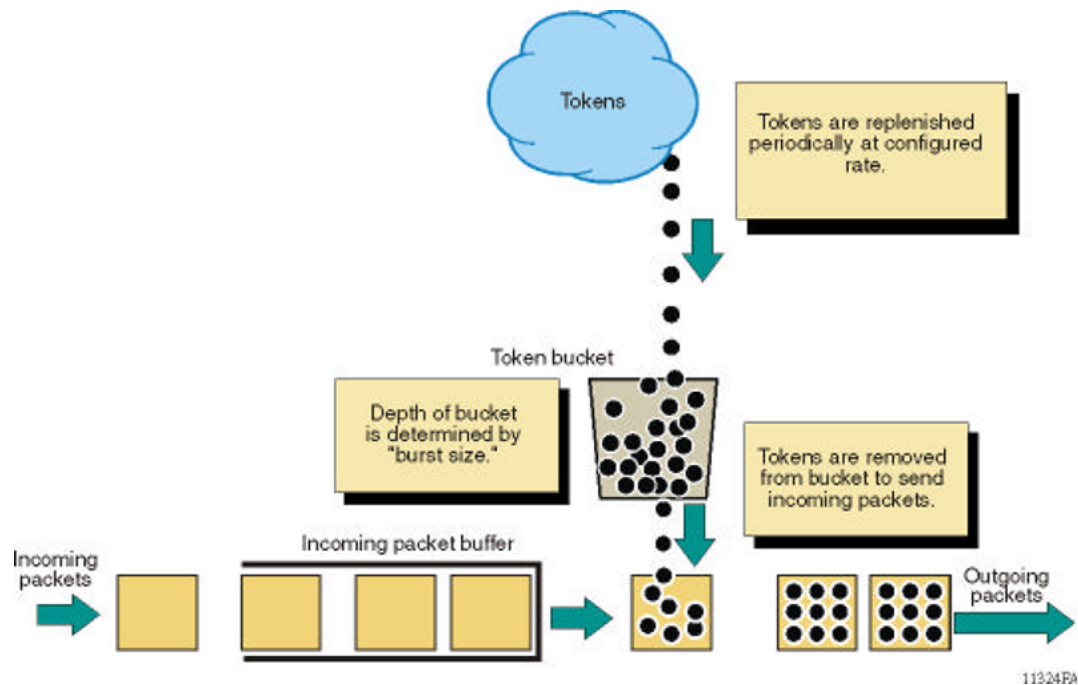 Tokens
Tokens are replenished
periodically at configured
rate.
Token bucket
Depth of bucket
is determined by
"burst size."
Tokens are removed
from bucket to send
incoming packets.
Incoming packet buffer
Incoming
packets
Outgoing
packets
11324PA